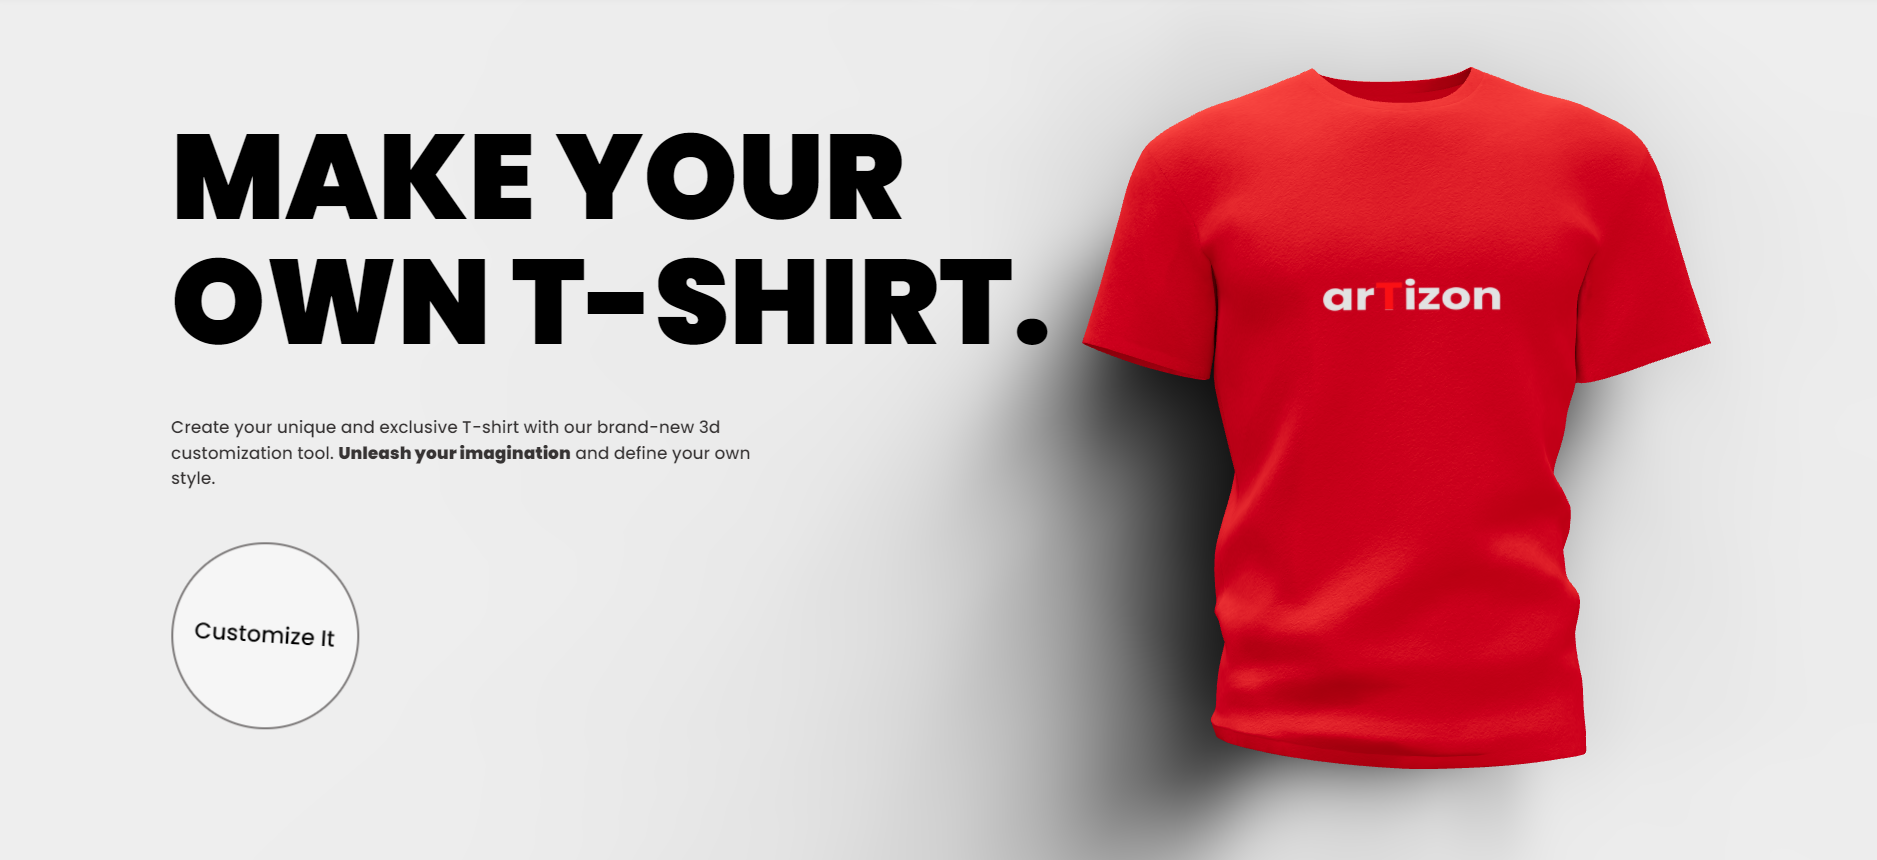 MAKE YOUR
OWN T-SHIRT.
arTizon
Create your unique and exclusive T-shirt with our brand-new 3d
customization tool. Unleash your imagination and define your own
style.
Customize It